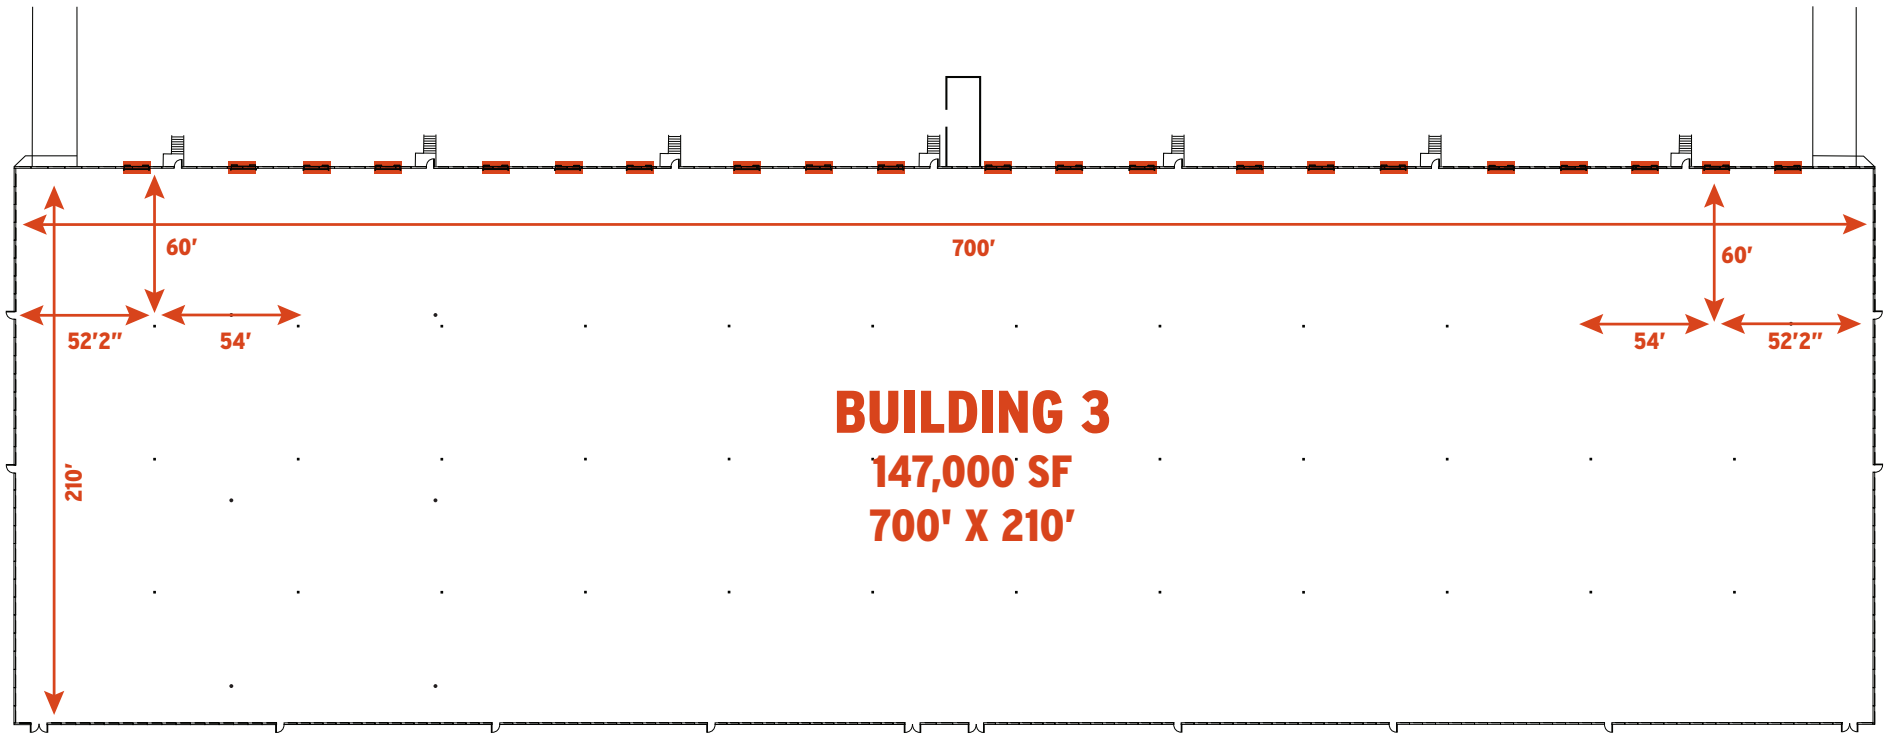 60′
700′
60′
52′2″
54′
54′
52′2″
BUILDING 3
147,000 SF
700' X 210′
210′